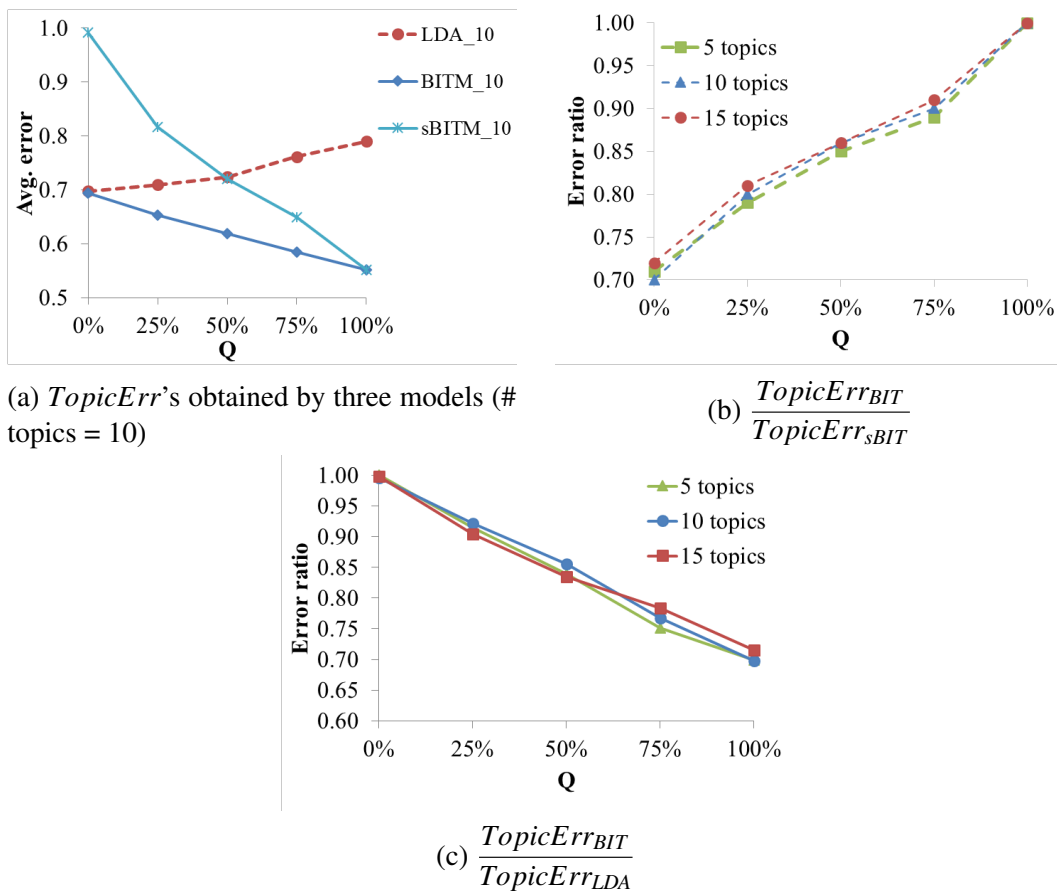 1.0
0.9
0.8
0.7
0.6
0.5
Avg. error
0% 25% 50% 75% 100%
Q
LDA_10
BITM_10
sBITM_10
(a) TopicErr's obtained by three models (#
topics = 10)
1.00
0.95
0.90
0.85
0.80
0.75
0.70
Error ratio
0% 25% 50% 75% 100%
Q
5 topics
10 topics
15 topics
(b) TopicErr_BIT
TopicErr_sBIT
1.00
0.95
0.90
0.85
0.80
0.75
0.70
0.65
0.60
Error ratio
0% 25% 50% 75% 100%
Q
5 topics
10 topics
15 topics
(c) TopicErr_BIT
TopicErr_LDA